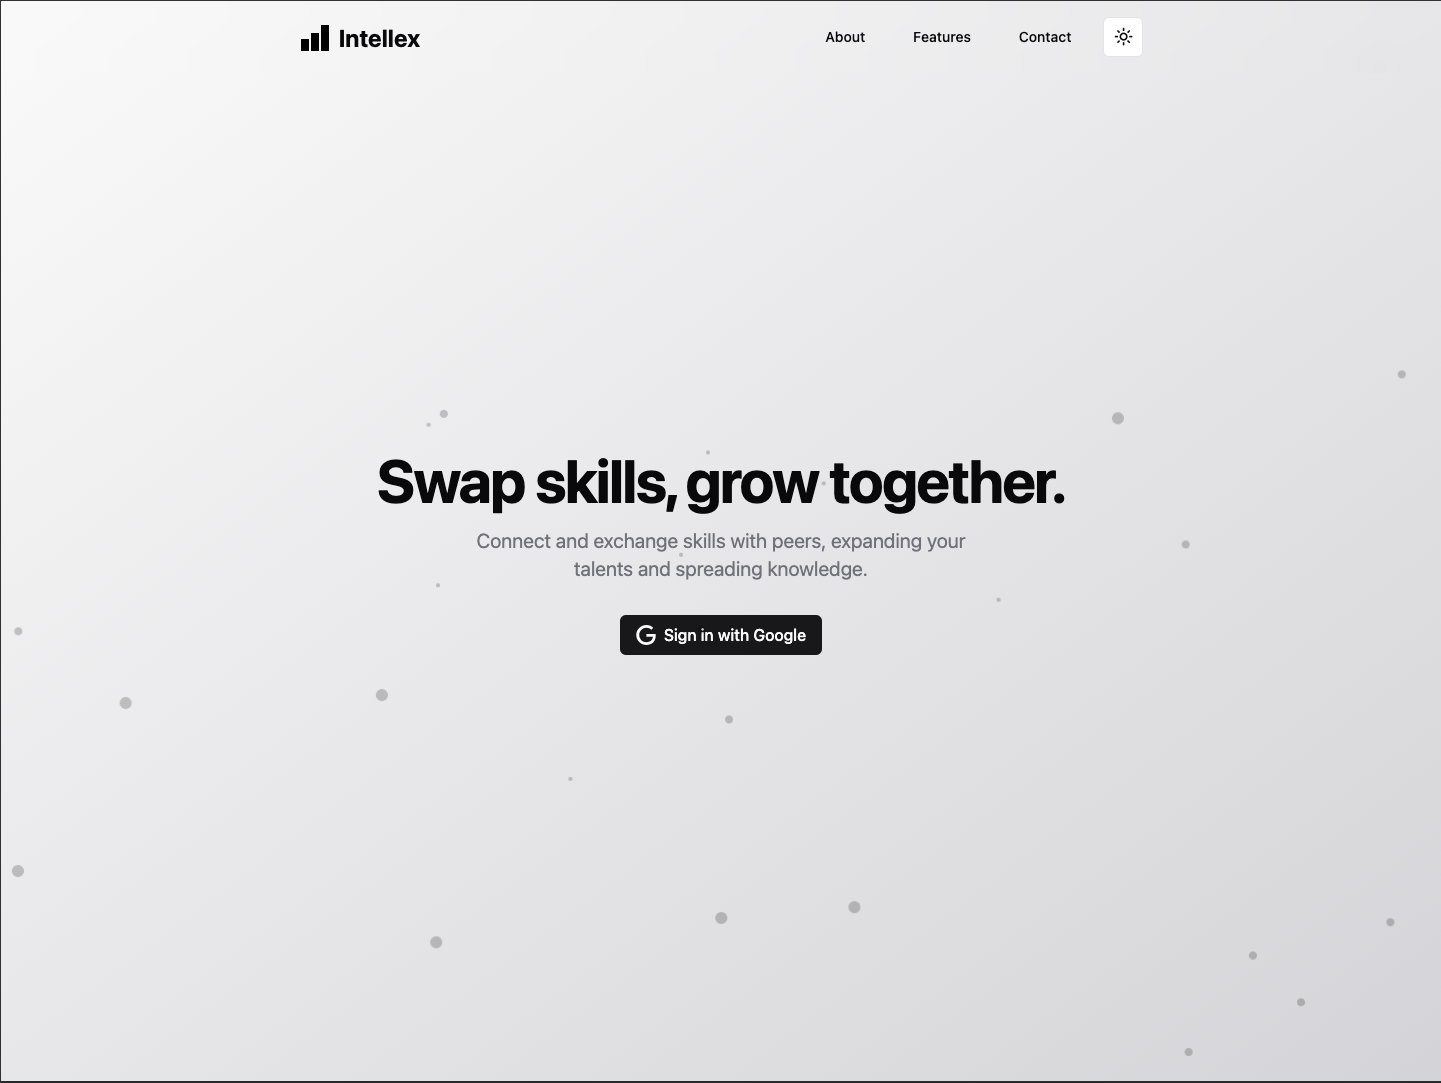 Intellex
About
Features
Contact
Swap skills, grow together.
Connect and exchange skills with peers, expanding your
talents and spreading knowledge.
Sign in with Google